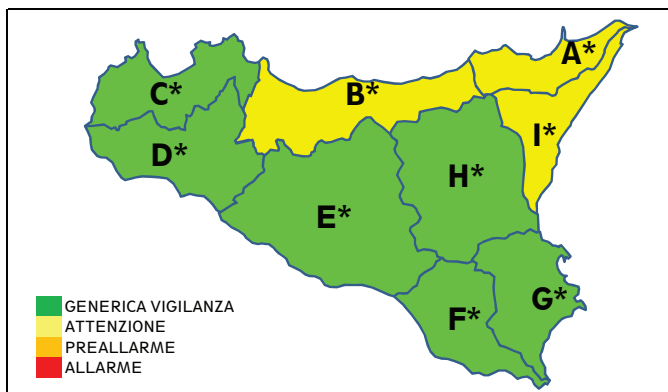 A*
B*
C*
I*
D*
H*
E*
G*
F*
GENERICA VIGILANZA
ATTENZIONE
PREALLARME
ALLARME